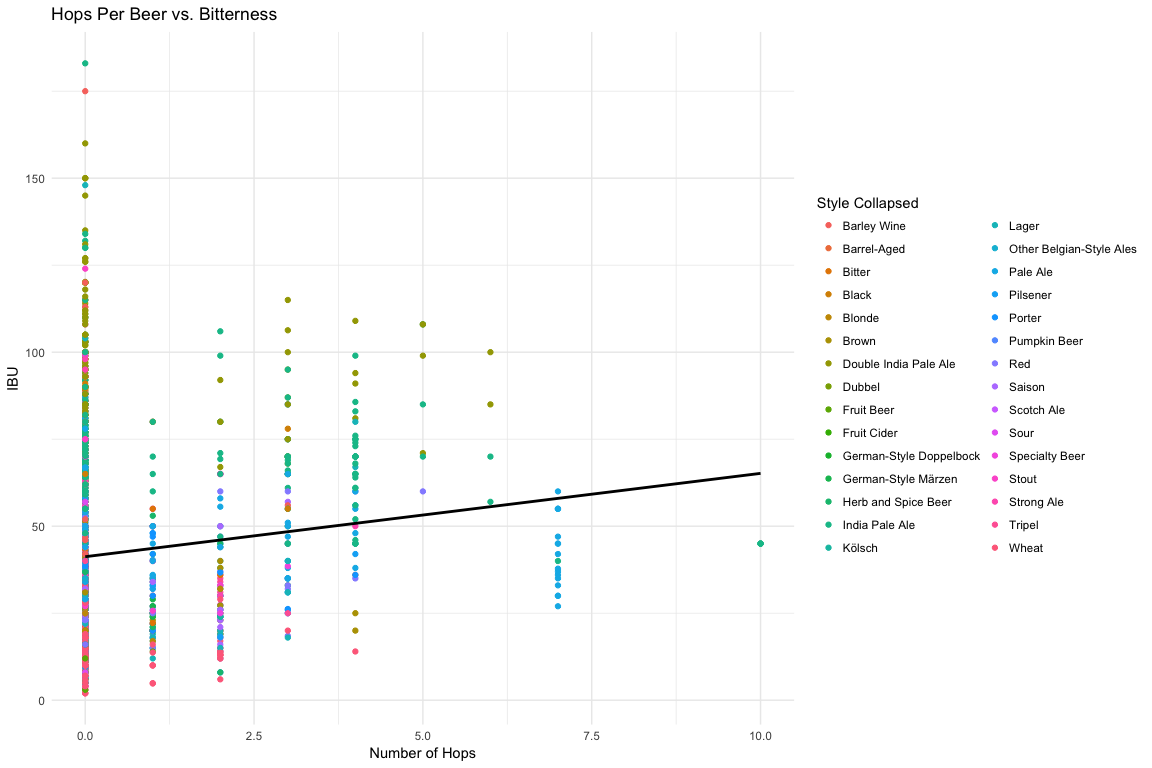 Hops Per Beer vs. Bitterness
IBU
150
100
50
0
0.0
2.5
5.0
7.5
10.0
Number of Hops
Style Collapsed
Barley Wine
Barrel-Aged
Bitter
Black
Blonde
Brown
Double India Pale Ale
Dubbel
Fruit Beer
Fruit Cider
German-Style Doppelbock
German-Style Märzen
Herb and Spice Beer
India Pale Ale
Kölsch
Lager
Other Belgian-Style Ales
Pale Ale
Pilsener
Porter
Pumpkin Beer
Red
Saison
Scotch Ale
Sour
Specialty Beer
Stout
Strong Ale
Tripel
Wheat